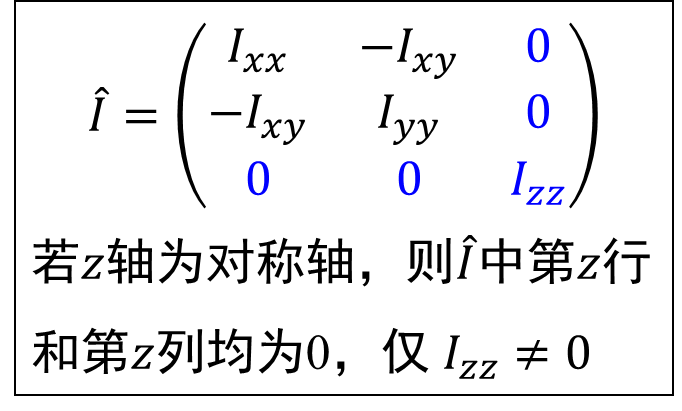 Î = ( I_xx −I_xy 0
−I_xy I_yy 0
0 0 I_zz )
若z轴为对称轴，则Î中第z行
和第z列均为0，仅 I_zz ≠ 0